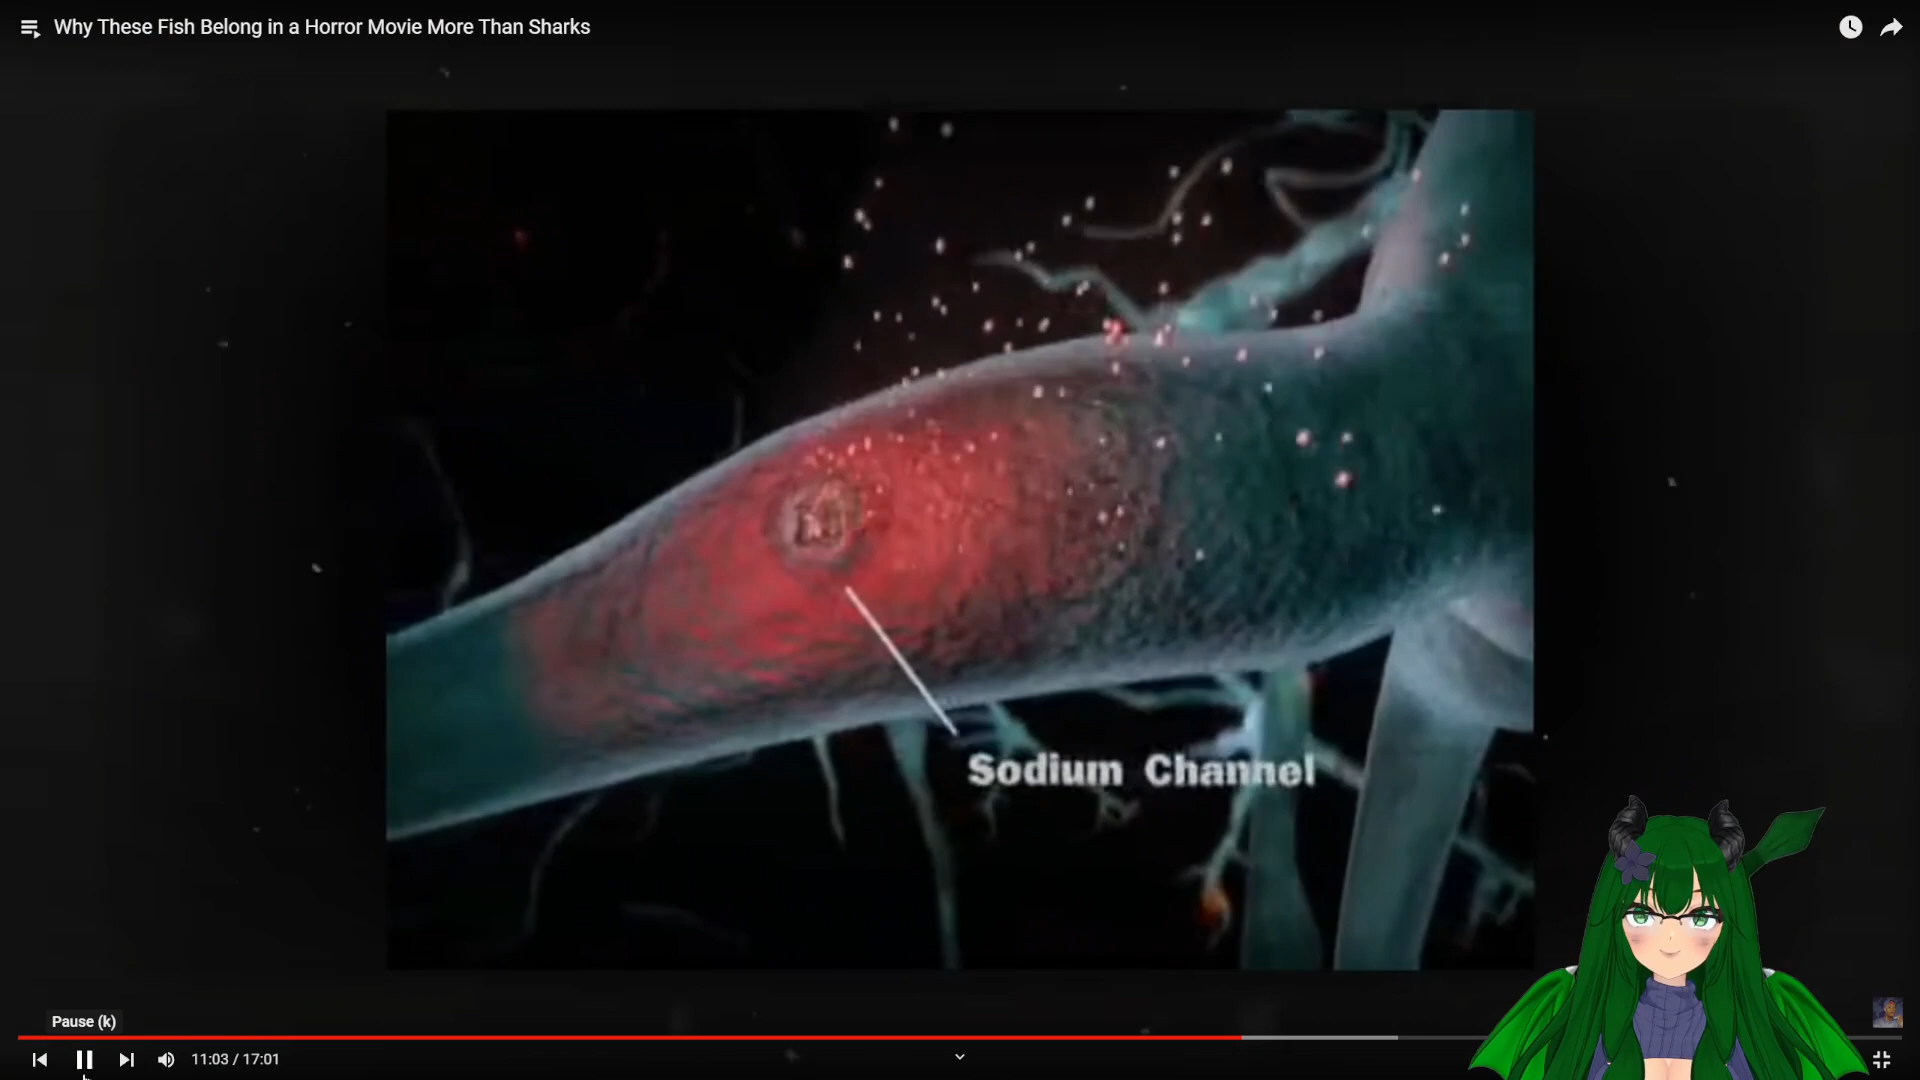 Why These Fish Belong in a Horror Movie More Than Sharks
Sodium Channel
Pause (k)
11:03 / 17:01